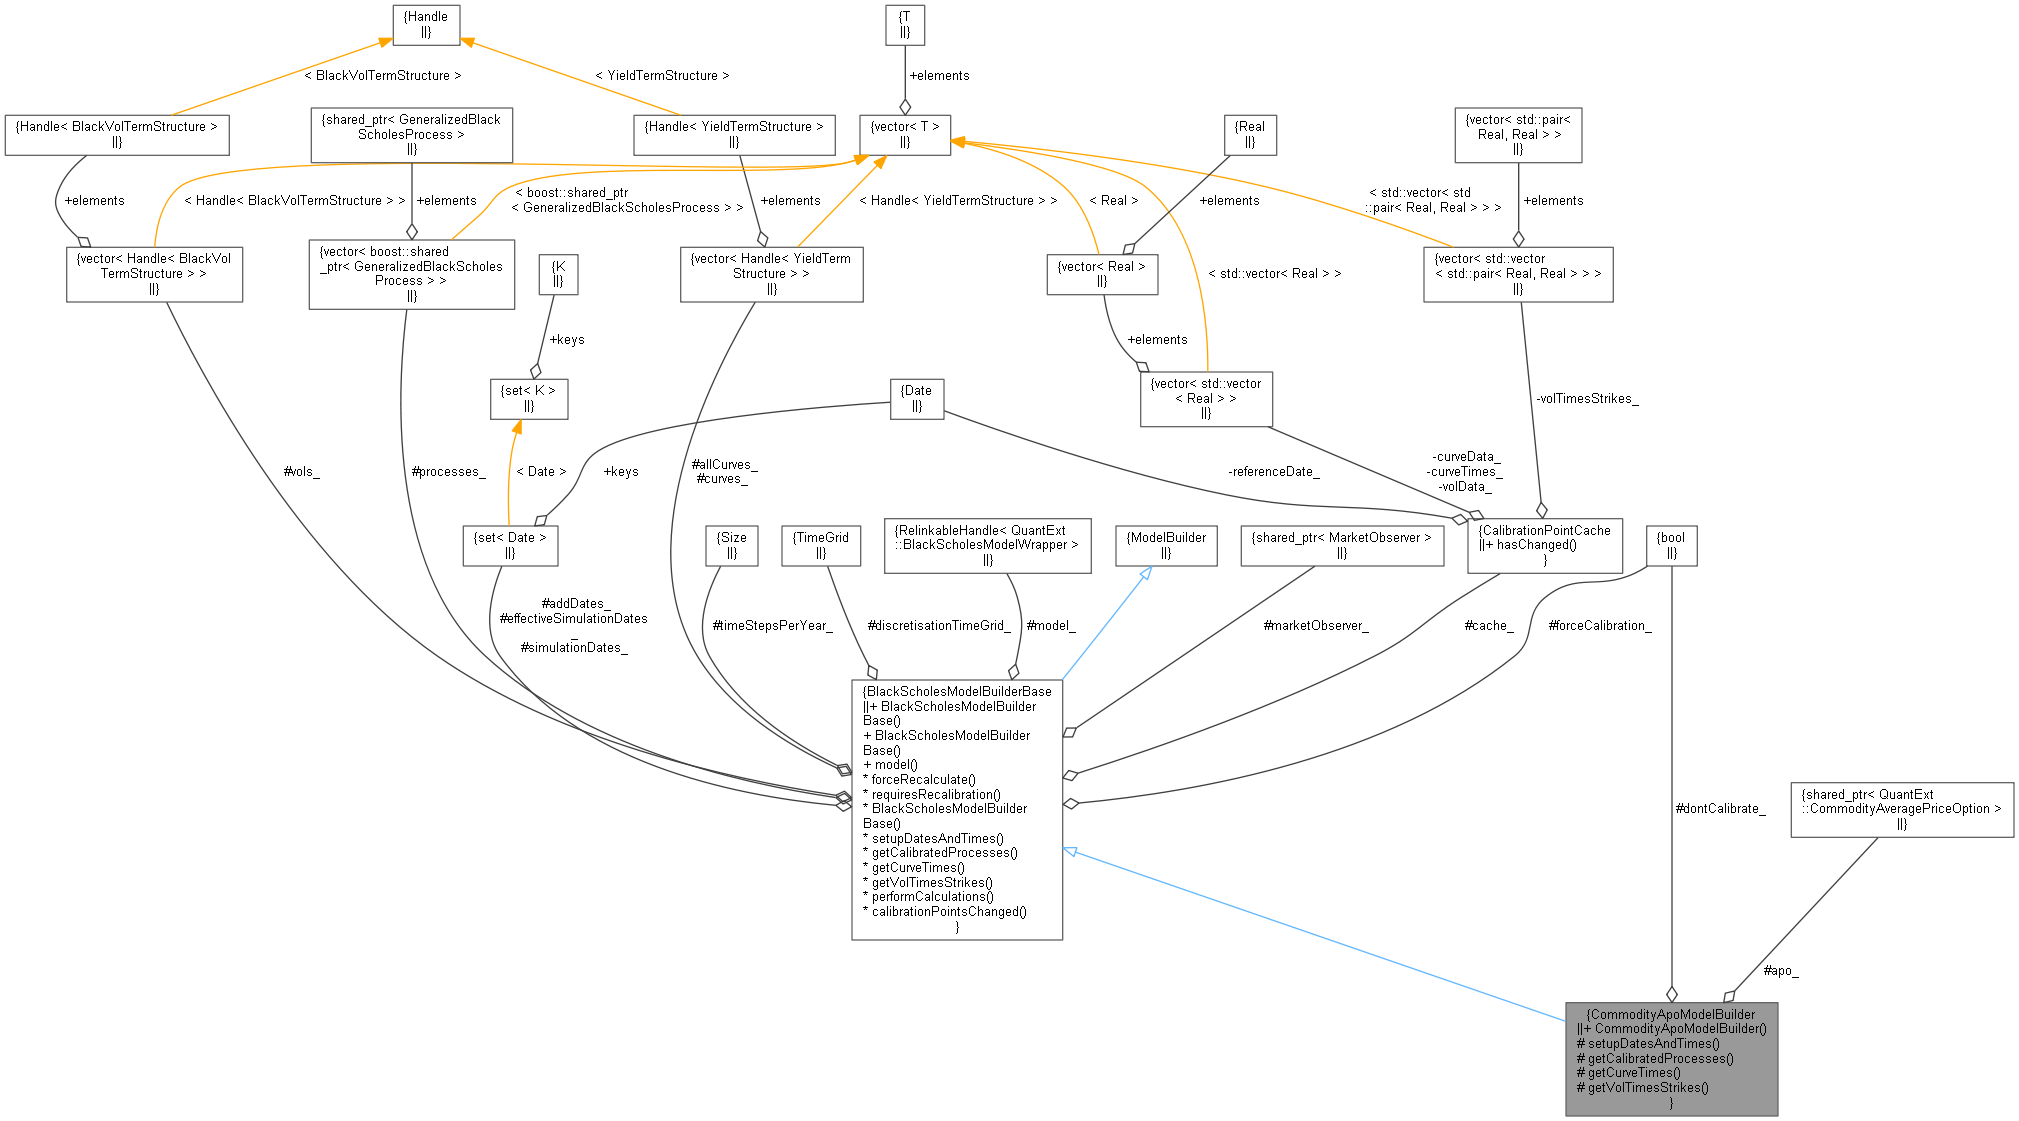 {Handle
||}
{T
||}
< BlackVolTermStructure >
< YieldTermStructure >
+elements
{Handle< BlackVolTermStructure >
||}
{shared_ptr< GeneralizedBlack
ScholesProcess >
||}
{Handle< YieldTermStructure >
||}
{vector< T >
||}
{Real
||}
{vector< std::pair<
Real, Real > >
||}
+elements
< Handle< BlackVolTermStructure > >
+elements
< boost::shared_ptr
< GeneralizedBlackScholesProcess > >
+elements
< Handle< YieldTermStructure > >
< Real >
+elements
< std::vector< std
::pair< Real, Real > > >
+elements
{vector< Handle< BlackVol
TermStructure > >
||}
{vector< boost::shared
_ptr< GeneralizedBlackScholes
Process > >
||}
{K
||}
{vector< Handle< YieldTerm
Structure > >
||}
{vector< Real >
||}
< std::vector< Real > >
{vector< std::vector
< std::pair< Real, Real > > >
||}
+keys
+elements
{set< K >
||}
{Date
||}
{vector< std::vector
< Real > >
||}
-volTimesStrikes_
#vols_
#processes_
< Date >
+keys
#allCurves_
#curves_
-referenceDate_
-curveData_
-curveTimes_
-volData_
{set< Date >
||}
{Size
||}
{TimeGrid
||}
{RelinkableHandle< QuantExt
::BlackScholesModelWrapper >
||}
{ModelBuilder
||}
{shared_ptr< MarketObserver >
||}
{CalibrationPointCache
||+ hasChanged()
}
{bool
||}
#addDates_
#effectiveSimulationDates
_
#simulationDates_
#timeStepsPerYear_
#discretisationTimeGrid_
#model_
#marketObserver_
#cache_
#forceCalibration_
{BlackScholesModelBuilderBase
||+ BlackScholesModelBuilder
Base()
+ BlackScholesModelBuilder
Base()
+ model()
* forceRecalculate()
* requiresRecalibration()
* BlackScholesModelBuilder
Base()
* setupDatesAndTimes()
* getCalibratedProcesses()
* getCurveTimes()
* getVolTimesStrikes()
* performCalculations()
* calibrationPointsChanged()
}
#dontCalibrate_
{shared_ptr< QuantExt
::CommodityAveragePriceOption >
||}
#apo_
{CommodityApoModelBuilder
||+ CommodityApoModelBuilder()
# setupDatesAndTimes()
# getCalibratedProcesses()
# getCurveTimes()
# getVolTimesStrikes()
}